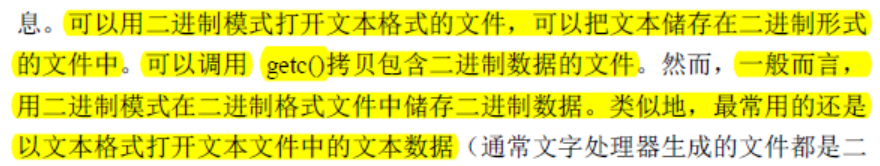 息。可以用二进制模式打开文本格式的文件，可以把文本储存在二进制形式
的文件中。可以调用 getc()拷贝包含二进制数据的文件。然而，一般而言，
用二进制模式在二进制格式文件中储存二进制数据。类似地，最常用的还是
以文本格式打开文本文件中的文本数据（通常文字处理器生成的文件都是二